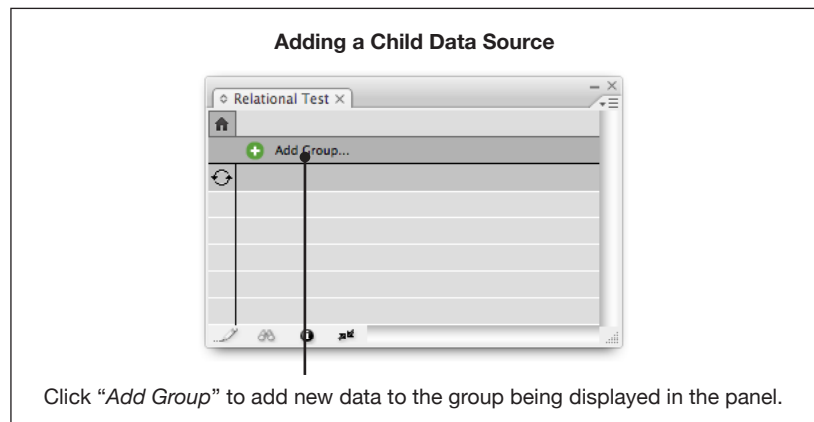 Adding a Child Data Source
Relational Test
Add Group...
Click “Add Group” to add new data to the group being displayed in the panel.